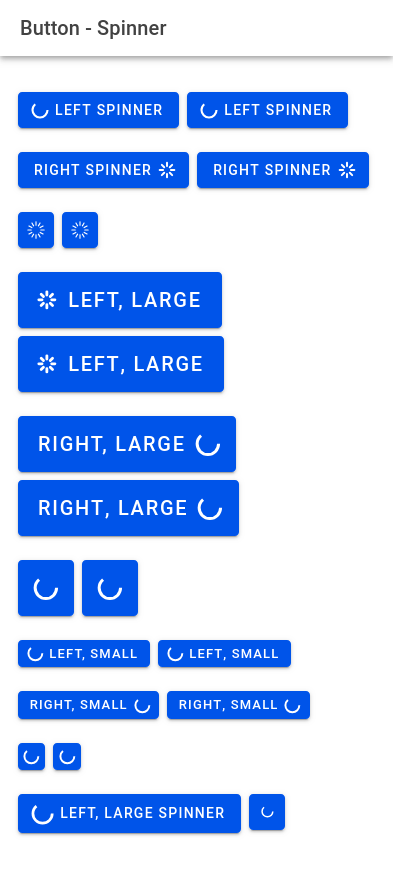 Button - Spinner
LEFT SPINNER LEFT SPINNER
RIGHT SPINNER RIGHT SPINNER
LEFT, LARGE
LEFT, LARGE
RIGHT, LARGE
RIGHT, LARGE
LEFT, SMALL LEFT, SMALL
RIGHT, SMALL RIGHT, SMALL
LEFT, LARGE SPINNER